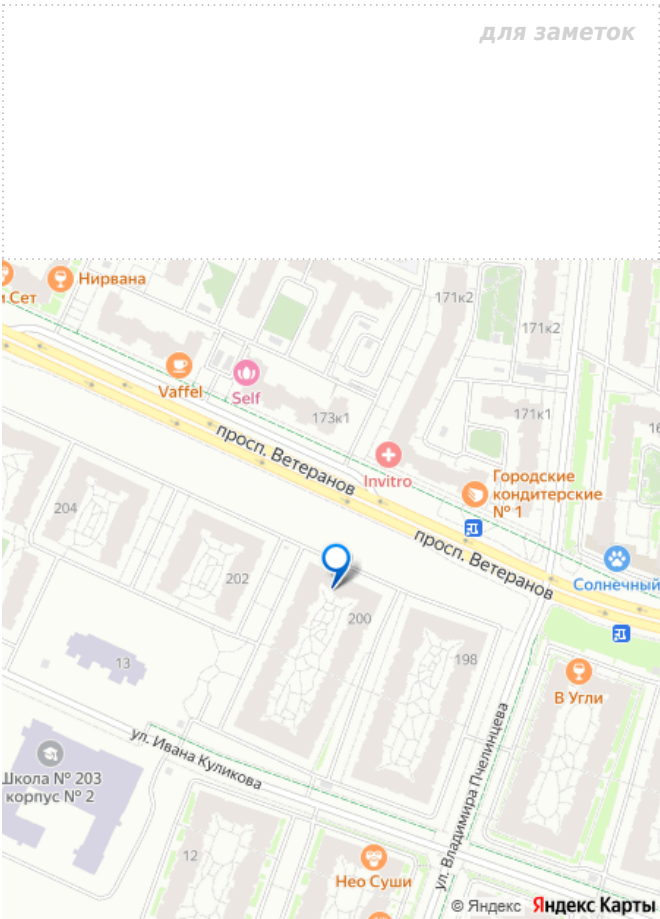 для заметок
Нирвана
Сет
171к2
171к2
Vaffel
Self
173к1
171к1
просп. Ветеранов
Invitro
Городские
кондитерские
№ 1
204
просп. Ветеранов
202
Солнечный
200
198
13
В Угли
ул. Ивана Куликова
ул. Владимира Пчелинцева
Школа № 203
корпус № 2
12
Нео Суши
© Яндекс Яндекс Карты